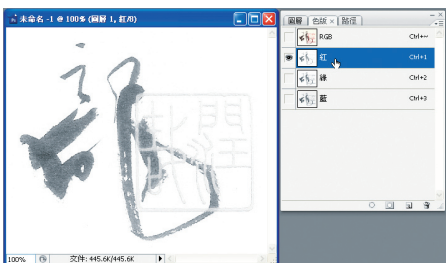 未命名 -1 @ 100% (圖層 1, 紅/8)
100%
文件: 445.6K/445.6K
圖層
色版 ×
路徑
RGB
Ctrl+~
紅
Ctrl+1
綠
Ctrl+2
藍
Ctrl+3